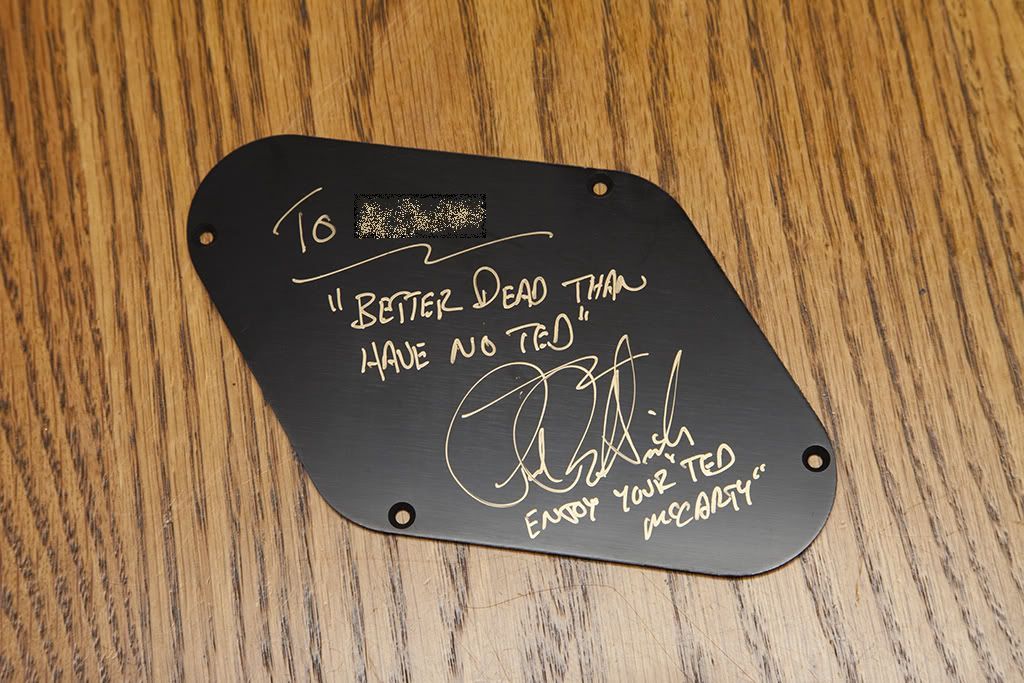 To
"BETTER DEAD THAN
HAVE NO TED"
ENJOY YOUR "TED
McCARTY"